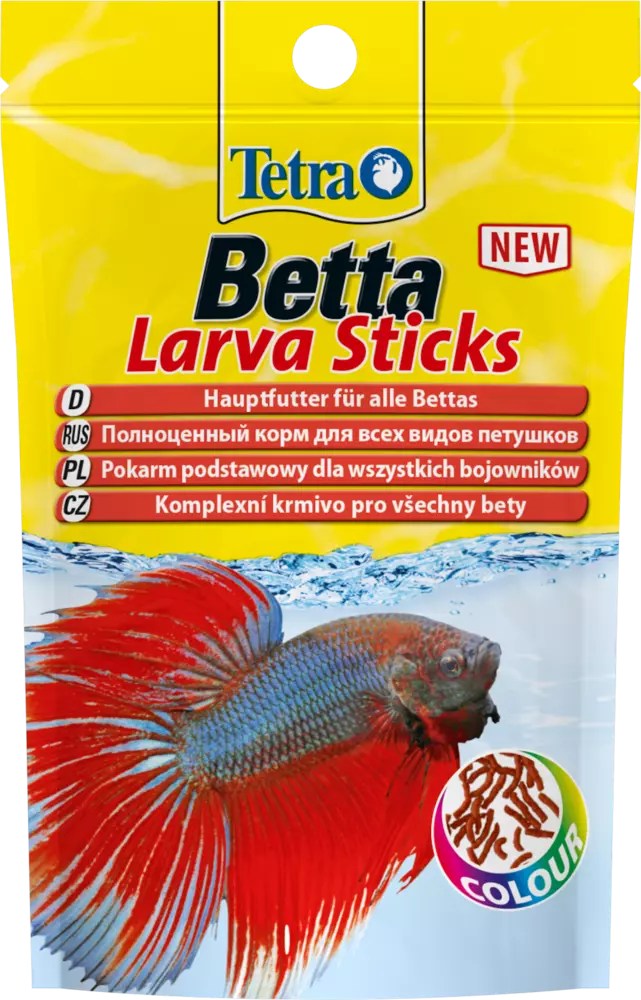 Tetra
NEW
Betta
Larva Sticks
D Hauptfutter für alle Bettas
RUS Полноценный корм для всех видов петушков
PL Pokarm podstawowy dla wszystkich bojowników
CZ Komplexní krmivo pro všechny bety
COLOUR